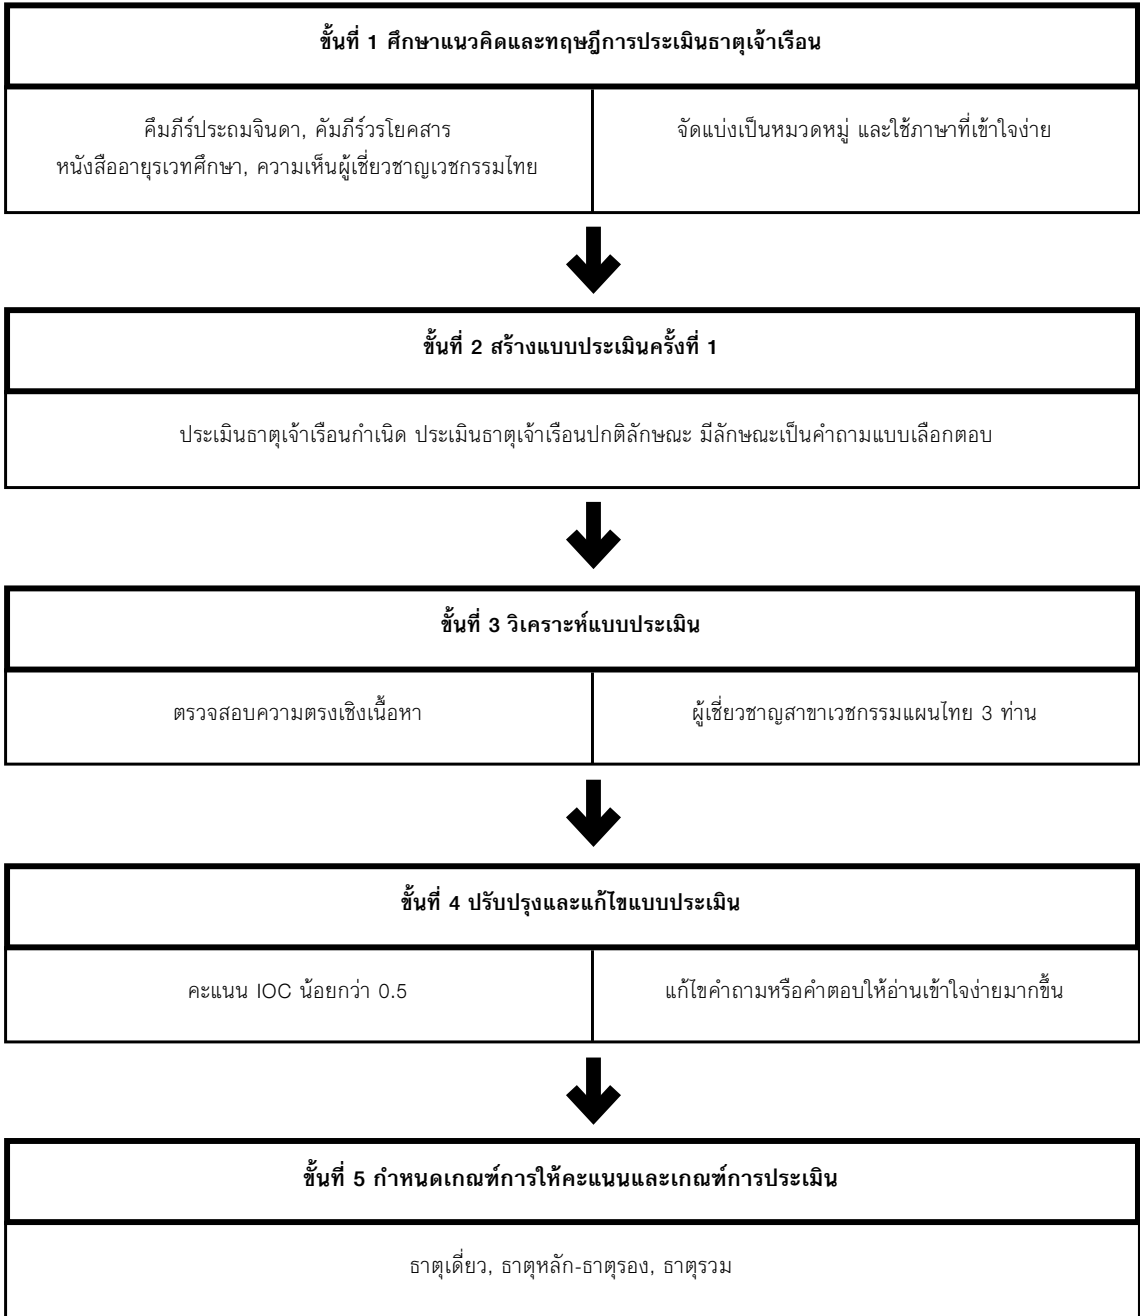 ขั้นที่ 1 ศึกษาแนวคิดและทฤษฎีการประเมินธาตุเจ้าเรือน
คึมภีร์ประถมจินดา, คัมภีร์วรโยคสาร
หนังสืออายุรเวทศึกษา, ความเห็นผู้เชี่ยวชาญเวชกรรมไทย
จัดแบ่งเป็นหมวดหมู่ และใช้ภาษาที่เข้าใจง่าย
ขั้นที่ 2 สร้างแบบประเมินครั้งที่ 1
ประเมินธาตุเจ้าเรือนกำเนิด ประเมินธาตุเจ้าเรือนปกติลักษณะ มีลักษณะเป็นคำถามแบบเลือกตอบ
ขั้นที่ 3 วิเคราะห์แบบประเมิน
ตรวจสอบความตรงเชิงเนื้อหา
ผู้เชี่ยวชาญสาขาเวชกรรมแผนไทย 3 ท่าน
ขั้นที่ 4 ปรับปรุงและแก้ไขแบบประเมิน
คะแนน IOC น้อยกว่า 0.5
แก้ไขคำถามหรือคำตอบให้อ่านเข้าใจง่ายมากขึ้น
ขั้นที่ 5 กำหนดเกณฑ์การให้คะแนนและเกณฑ์การประเมิน
ธาตุเดี่ยว, ธาตุหลัก-ธาตุรอง, ธาตุรวม